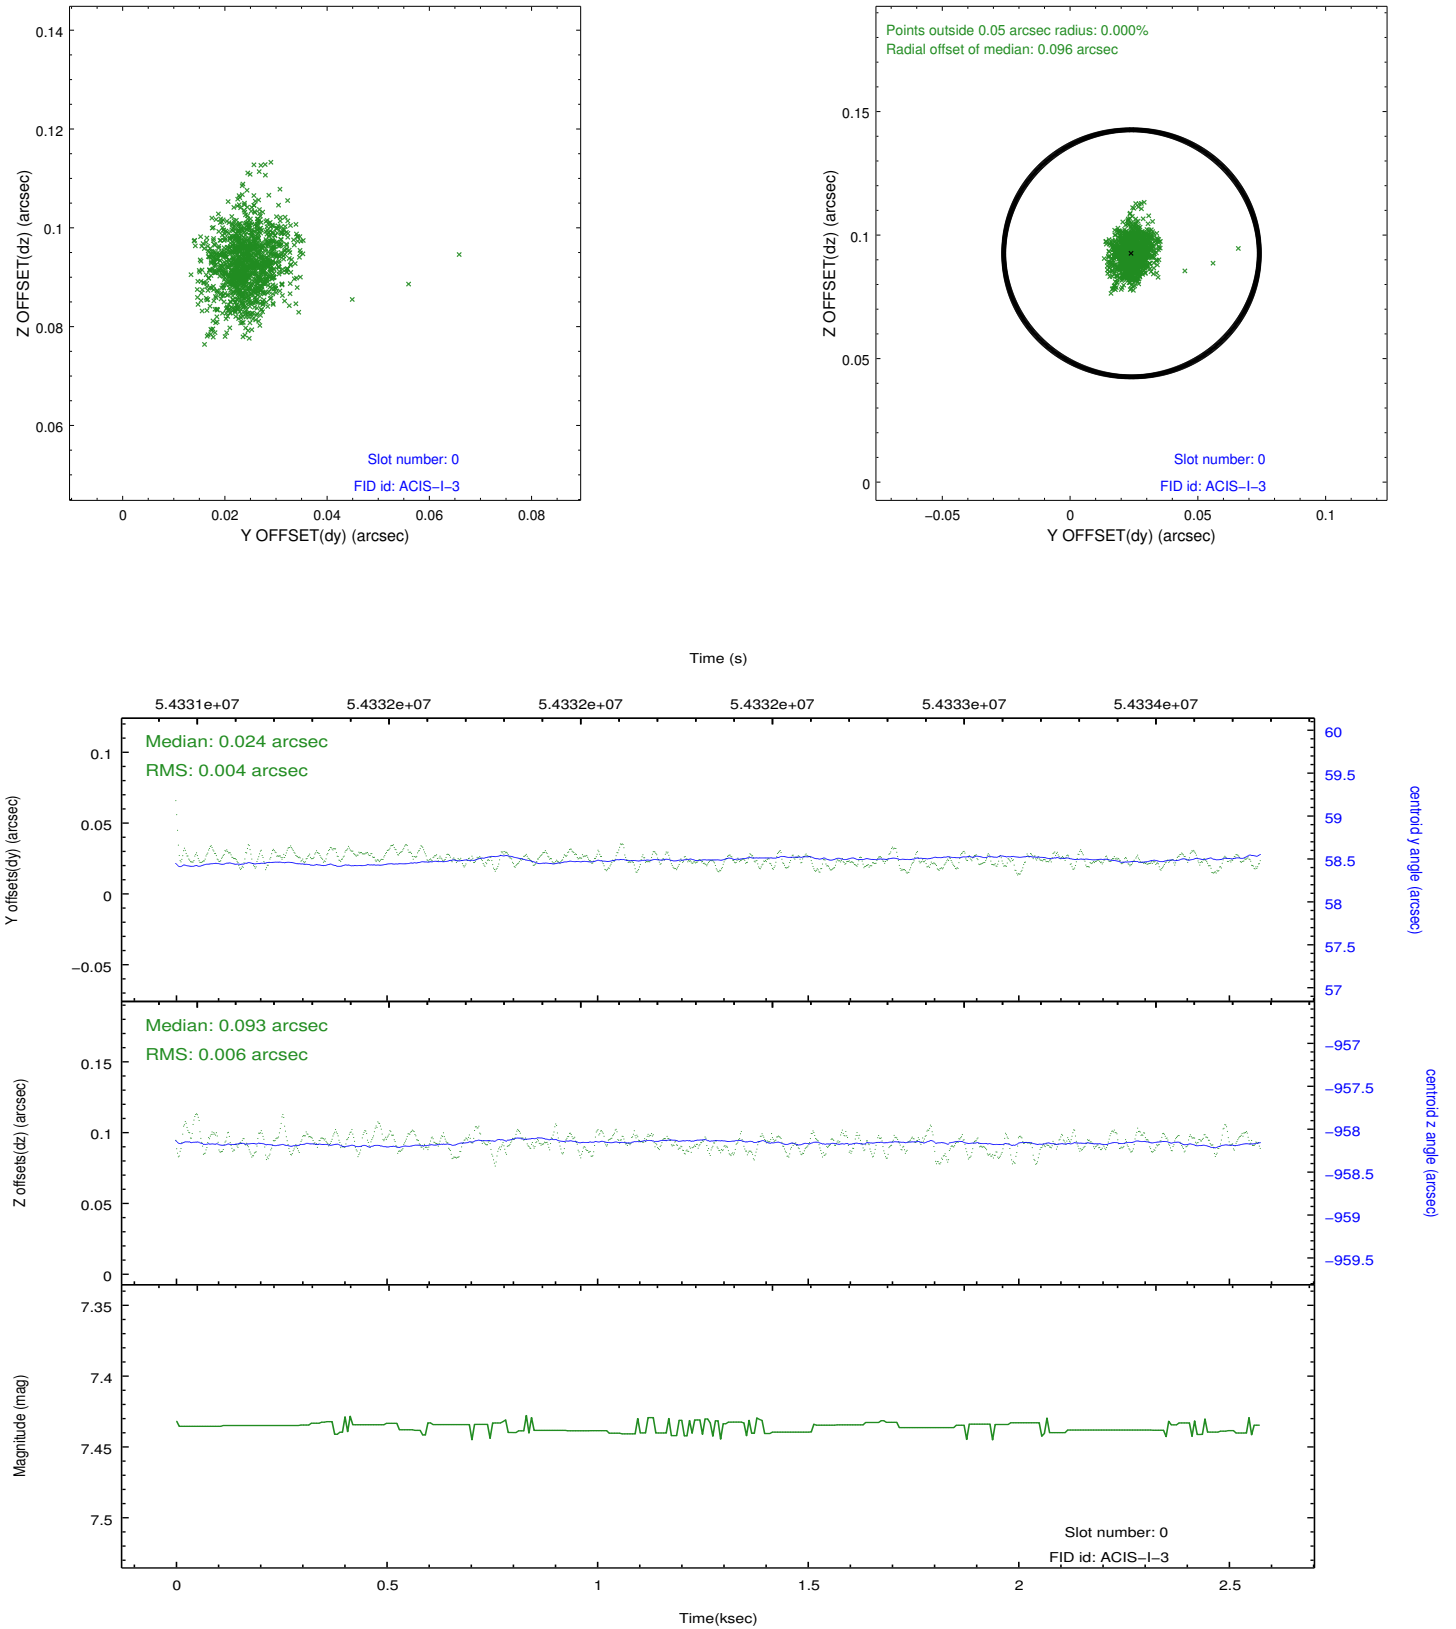 0.14
0.12
0.1
0.08
0.06
Z OFFSET(dz) (arcsec)
Slot number: 0
FID id: ACIS−I−3
0 0.02 0.04 0.06 0.08
Y OFFSET(dy) (arcsec)
Points outside 0.05 arcsec radius: 0.000%
Radial offset of median: 0.096 arcsec
0.15
0.1
0.05
0
Z OFFSET(dz) (arcsec)
Slot number: 0
FID id: ACIS−I−3
−0.05 0 0.05 0.1
Y OFFSET(dy) (arcsec)
Time (s)
5.4331e+07 5.4332e+07 5.4332e+07 5.4332e+07 5.4333e+07 5.4334e+07
Median: 0.024 arcsec
RMS: 0.004 arcsec
0.1
0.05
0
−0.05
Y offsets(dy) (arcsec)
60
59.5
59
58.5
58
57.5
57
centroid y angle (arcsec)
Median: 0.093 arcsec
RMS: 0.006 arcsec
0.15
0.1
0.05
0
Z offsets(dz) (arcsec)
−957
−957.5
−958
−958.5
−959
−959.5
centroid z angle (arcsec)
7.35
7.4
7.45
7.5
Magnitude (mag)
Slot number: 0
FID id: ACIS−I−3
0 0.5 1 1.5 2 2.5
Time(ksec)